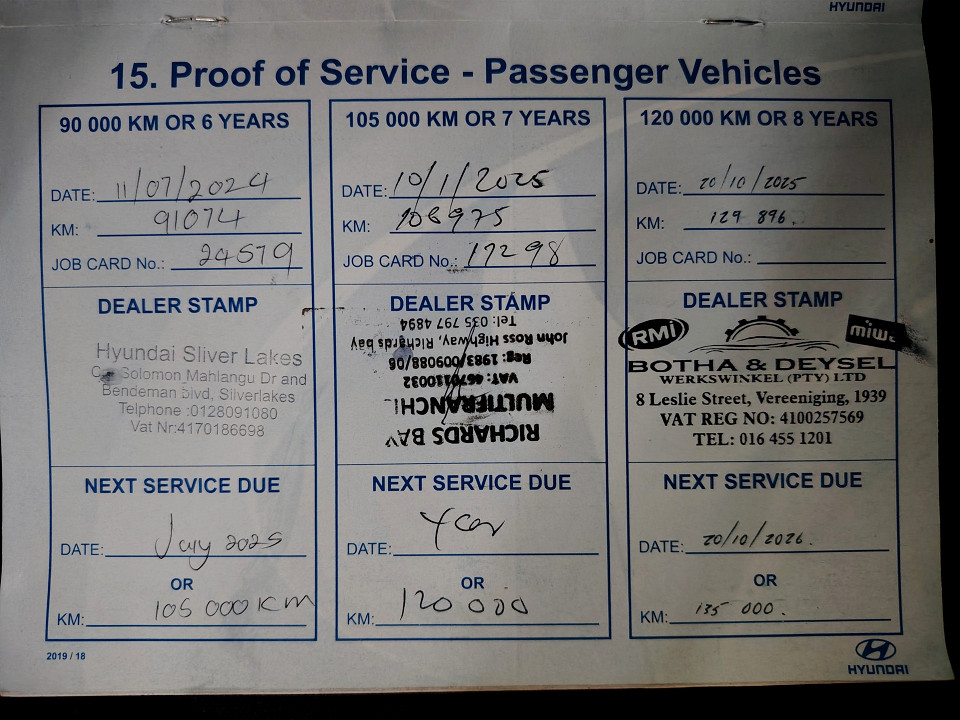 HYUNDAI
15. Proof of Service - Passenger Vehicles
90 000 KM OR 6 YEARS
DATE: 11/07/2024
KM: 91074
JOB CARD No.: 24579
DEALER STAMP
Hyundai Sliver Lakes
Solomon Mahlangu Dr and
Bendeman blvd, Silverlakes
Telphone :0128091080
Vat Nr:4170186698
NEXT SERVICE DUE
DATE: July 2025
OR
KM: 105 000 KM
105 000 KM OR 7 YEARS
DATE: 10/1/2025
KM: 108975
JOB CARD No.: 17298
DEALER STAMP
RICHARDS BAY
MULTIFRANCHI
VAT: 4670110032
Reg: 1983/009088/06
John Ross Highway, Richards bay
Tel: 035 797 4894
NEXT SERVICE DUE
DATE: Year
OR
KM: 120 000
120 000 KM OR 8 YEARS
DATE: 20/10/2025
KM: 129 896.
JOB CARD No.:
DEALER STAMP
RMi
miw
BOTHA & DEYSEL
WERKSWINKEL (PTY) LTD
8 Leslie Street, Vereeniging, 1939
VAT REG NO: 4100257569
TEL: 016 455 1201
NEXT SERVICE DUE
DATE: 20/10/2026.
OR
KM: 135 000.
2019 / 18
HYUNDAI